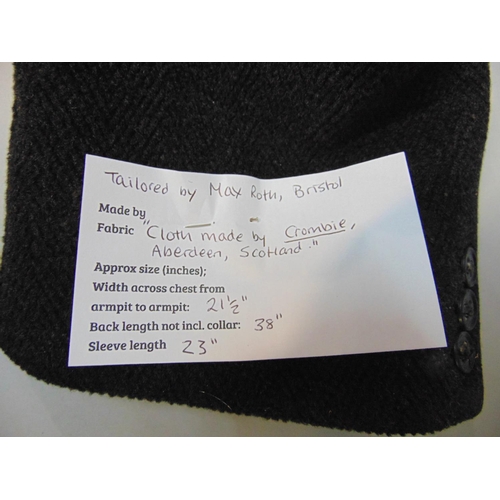 Tailored by Max Roth, Bristol
Made by
Fabric "Cloth made by Crombie,
Aberdeen, Scotland."
Approx size (inches);
Width across chest from
armpit to armpit: 21½"
Back length not incl. collar: 38"
Sleeve length 23"